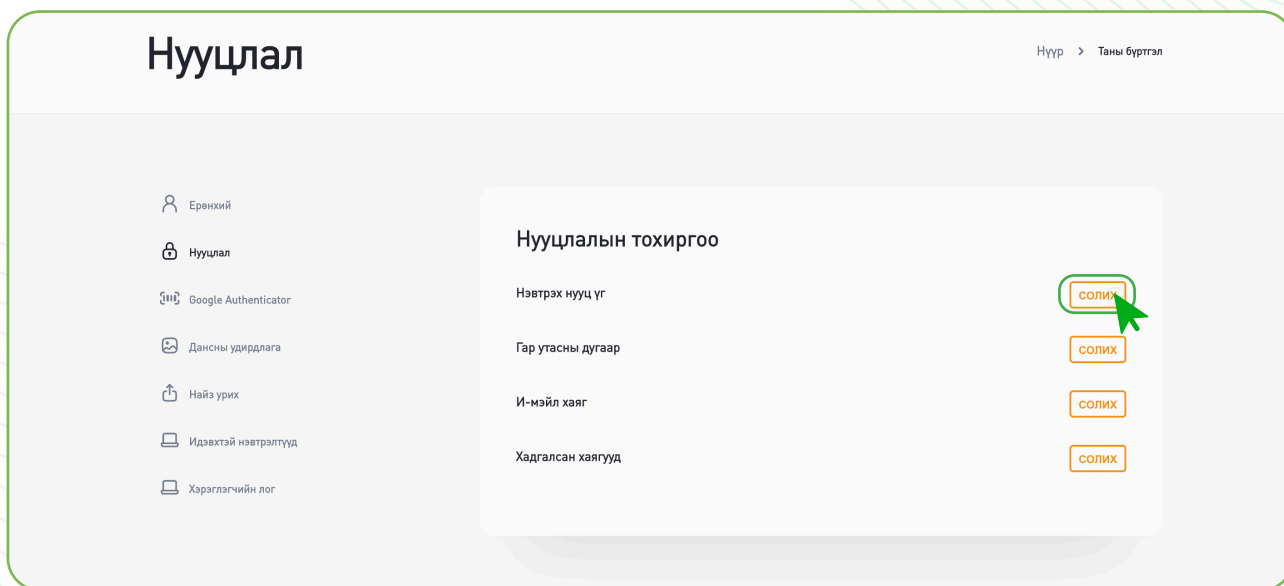 Нууцлал
Нүүр > Таны бүртгэл
Ерөнхий
Нууцлал
Google Authenticator
Дансны удирдлага
Найз урих
Идэвхтэй нэвтрэлтүүд
Хэрэглэгчийн лог
Нууцлалын тохиргоо
Нэвтрэх нууц үг
СОЛИХ
Гар утасны дугаар
СОЛИХ
И-мэйл хаяг
СОЛИХ
Хадгалсан хаягууд
СОЛИХ